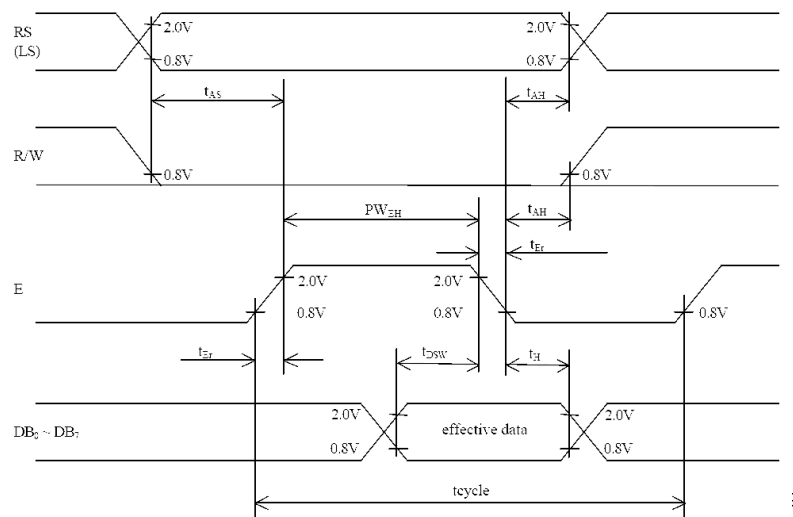 RS
(LS)
2.0V
2.0V
0.8V
0.8V
tAS
tAH
R/W
0.8V
0.8V
PWEH
tAH
tEr
E
2.0V
2.0V
0.8V
0.8V
0.8V
tEr
tDSW
tH
DB0 ~ DB7
2.0V
effective data
2.0V
0.8V
0.8V
tcycle